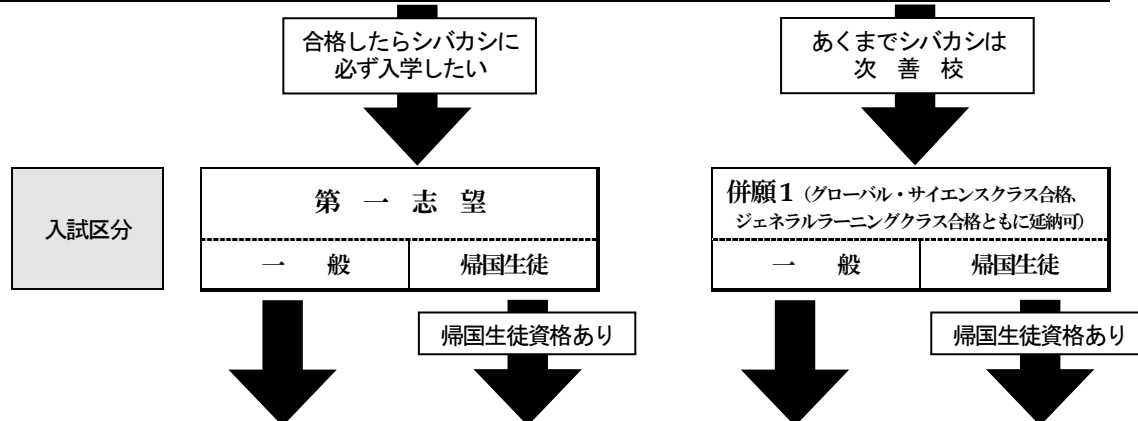 合格したらシバカシに
必ず入学したい
あくまでシバカシは
次 善 校
入試区分
第 一 志 望
一 般
帰国生徒
併願1(グローバル・サイエンスクラス合格、
ジェネラルラーニングクラス合格ともに延納可)
一 般
帰国生徒
帰国生徒資格あり
帰国生徒資格あり